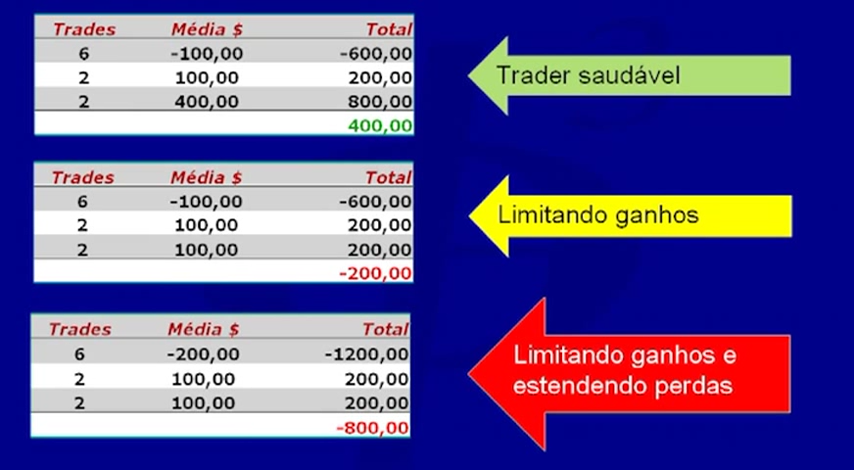 Trades Média $ Total
6 -100,00 -600,00
2 100,00 200,00
2 400,00 800,00
400,00
Trader saudável
Trades Média $ Total
6 -100,00 -600,00
2 100,00 200,00
2 100,00 200,00
-200,00
Limitando ganhos
Trades Média $ Total
6 -200,00 -1200,00
2 100,00 200,00
2 100,00 200,00
-800,00
Limitando ganhos e
estendendo perdas